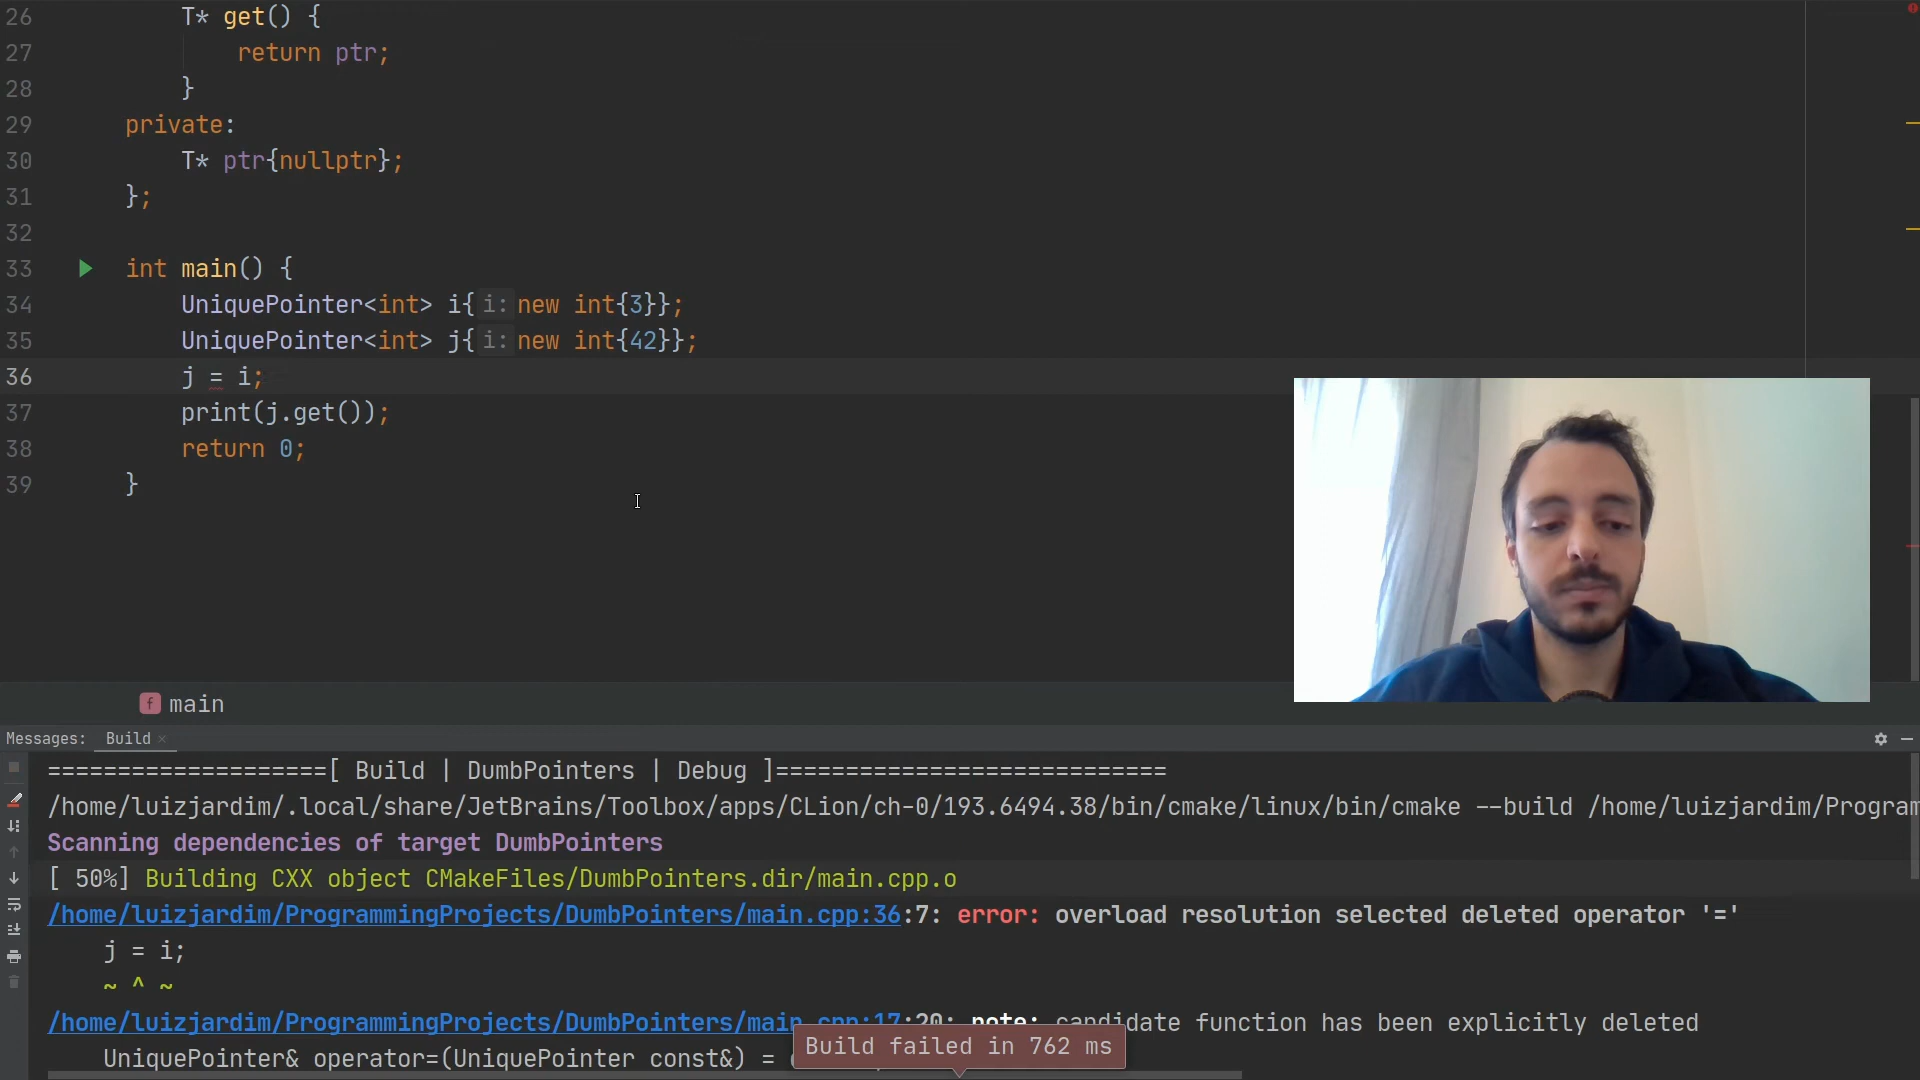 26 T* get() {
27 return ptr;
28 }
29 private:
30 T* ptr{nullptr};
31 };
32
33 int main() {
34 UniquePointer<int> i{ i: new int{3}};
35 UniquePointer<int> j{ i: new int{42}};
36 j = i;
37 print(j.get());
38 return 0;
39 }
f main
Messages: Build ×
====================[ Build | DumbPointers | Debug ]============================
/home/luizjardim/.local/share/JetBrains/Toolbox/apps/CLion/ch-0/193.6494.38/bin/cmake/linux/bin/cmake --build /home/luizjardim/Program
Scanning dependencies of target DumbPointers
[ 50%] Building CXX object CMakeFiles/DumbPointers.dir/main.cpp.o
/home/luizjardim/ProgrammingProjects/DumbPointers/main.cpp:36:7: error: overload resolution selected deleted operator '='
j = i;
~ ^ ~
/home/luizjardim/ProgrammingProjects/DumbPointers/main.cpp:17:20: note: candidate function has been explicitly deleted
UniquePointer& operator=(UniquePointer const&) =
Build failed in 762 ms